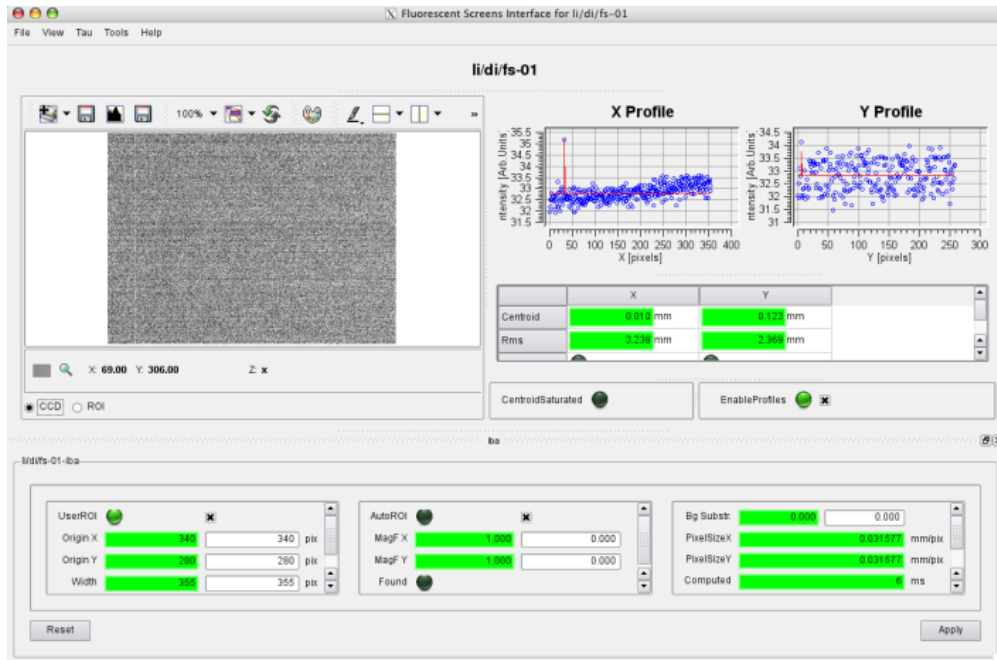 Fluorescent Screens Interface for li/di/fs-01
File View Tau Tools Help
li/di/fs-01
100% »
X: 69.00 Y: 306.00 Z: x
CCD ROI
X Profile
35.5
35
34.5
34
33.5
33
32.5
32
31.5
ntensity [Arb.Units]
0 50 100 150 200 250 300 350 400
X [pixels]
Y Profile
34.5
34
33.5
33
32.5
32
31.5
31
ntensity [Arb.Units]
0 50 100 150 200 250 300
Y [pixels]
X Y
Centroid 0.010 mm 0.123 mm
Rms 3.238 mm 2.369 mm
CentroidSaturated
EnableProfiles
iba
li/di/fs-01-iba
UserROI
Origin X 340 340 pix
Origin Y 280 280 pix
Width 355 355 pix
AutoROI
MagF X 1.000 0.000
MagF Y 1.000 0.000
Found
Bg Substr. 0.000 0.000
PixelSizeX 0.031577 mm/pix
PixelSizeY 0.031577 mm/pix
Computed 6 ms
Reset
Apply